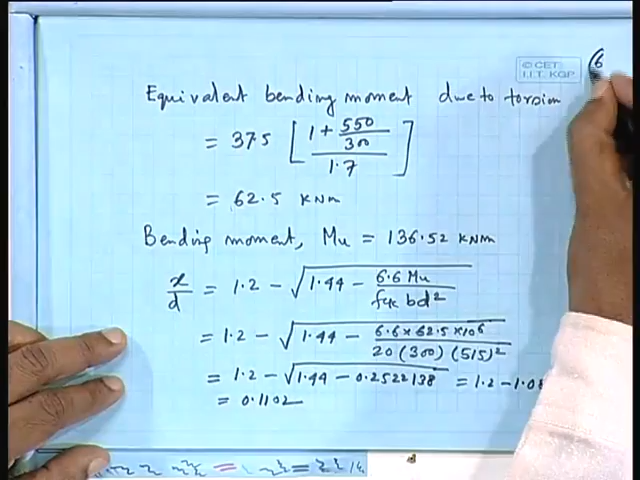 © CET
I.I.T. KGP
6
Equivalent bending moment due to torsion
= 375 [ (1 + 550/300) / 1.7 ]
= 62.5 KNm
Bending moment, Mu = 136.52 KNm
x/d = 1.2 - √(1.44 - 6.6 Mu / fck bd²)
= 1.2 - √(1.44 - 6.6 × 62.5 × 10⁶ / 20 (300) (515)²)
= 1.2 - √(1.44 - 0.2522138) = 1.2 - 1.08
= 0.1102